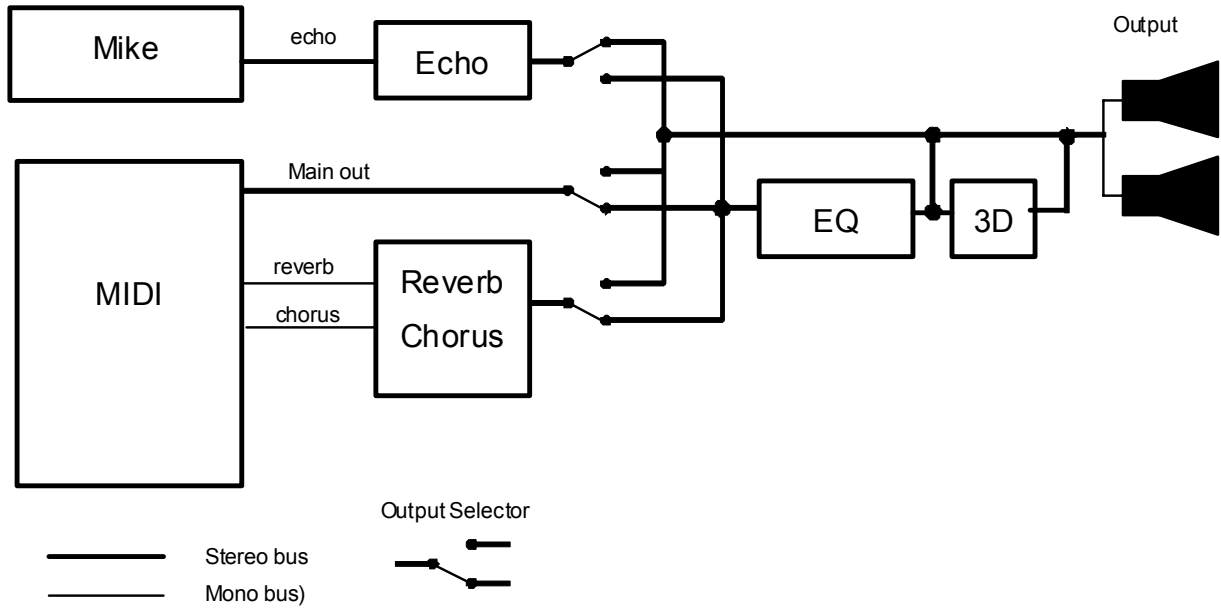 Output
Mike
echo
Echo
Main out
MIDI
reverb
chorus
Reverb
Chorus
EQ
3D
Output Selector
Stereo bus
Mono bus)